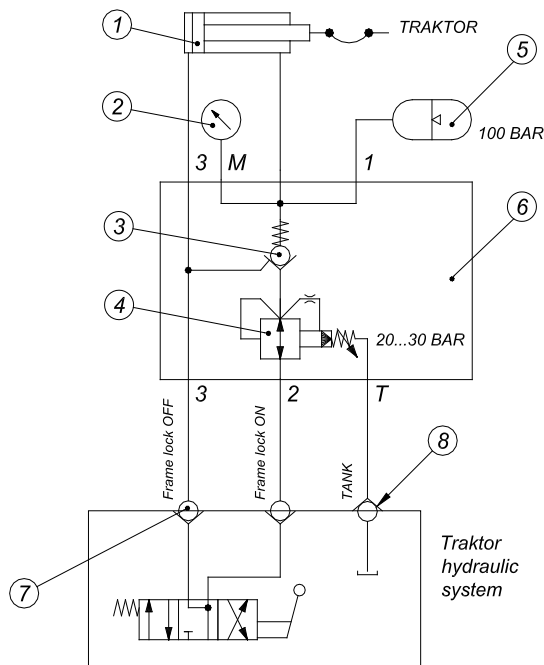 1
TRAKTOR
2
5
100 BAR
3 M 1
3
6
4
20...30 BAR
3 2 T
Frame lock OFF
Frame lock ON
TANK
8
7
Traktor
hydraulic
system